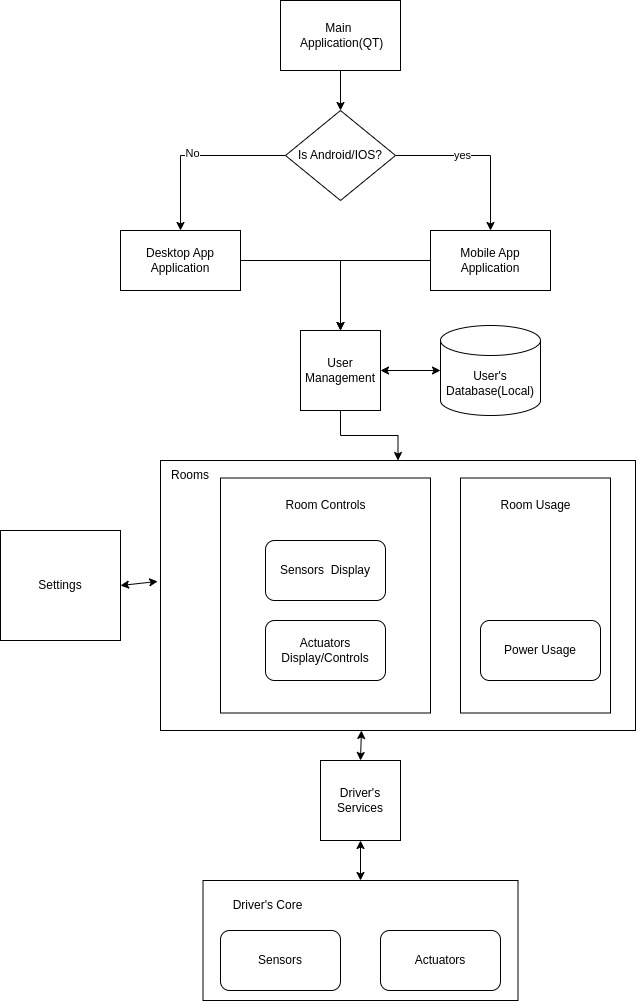 Main
Application(QT)
Is Android/IOS?
No
yes
Desktop App
Application
Mobile App
Application
User
Management
User's
Database(Local)
Rooms
Room Controls
Room Usage
Sensors  Display
Settings
Actuators
Display/Controls
Power Usage
Driver's
Services
Driver's Core
Sensors
Actuators